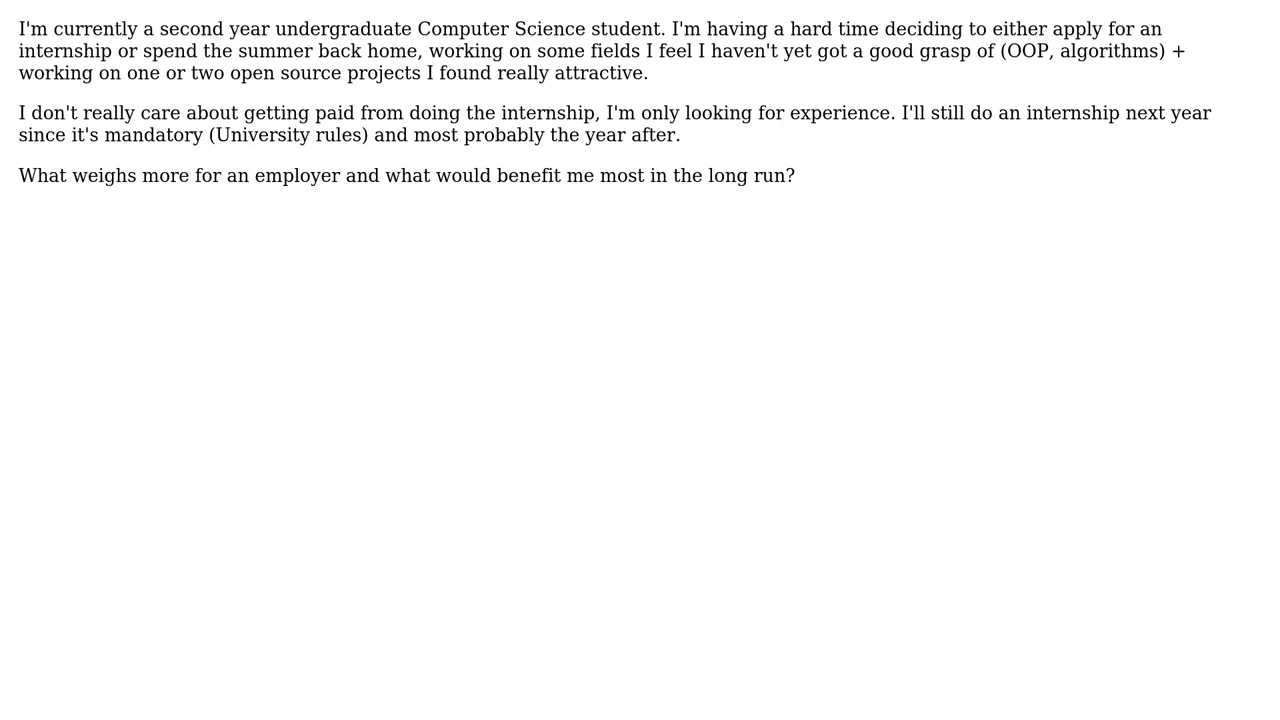 I'm currently a second year undergraduate Computer Science student. I'm having a hard time deciding to either apply for an
internship or spend the summer back home, working on some fields I feel I haven't yet got a good grasp of (OOP, algorithms) +
working on one or two open source projects I found really attractive.
I don't really care about getting paid from doing the internship, I'm only looking for experience. I'll still do an internship next year
since it's mandatory (University rules) and most probably the year after.
What weighs more for an employer and what would benefit me most in the long run?